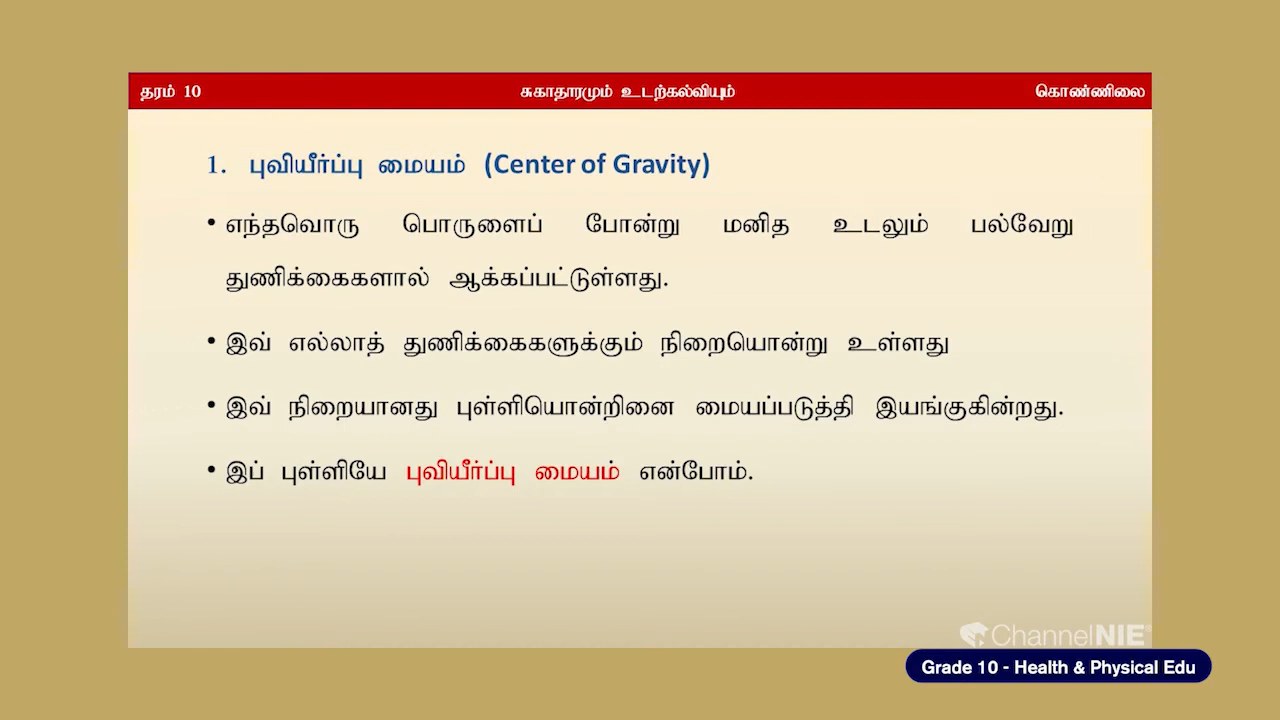 தரம் 10 சுகாதாரமும் உடற்கல்வியும் கொண்ணிலை
1. புவியீர்ப்பு மையம் (Center of Gravity)
• எந்தவொரு பொருளைப் போன்று மனித உடலும் பல்வேறு
துணிக்கைகளால் ஆக்கப்பட்டுள்ளது.
• இவ் எல்லாத் துணிக்கைகளுக்கும் நிறையொன்று உள்ளது
• இவ் நிறையானது புள்ளியொன்றினை மையப்படுத்தி இயங்குகின்றது.
• இப் புள்ளியே புவியீர்ப்பு மையம் என்போம்.
ChannelNIE
Grade 10 - Health & Physical Edu